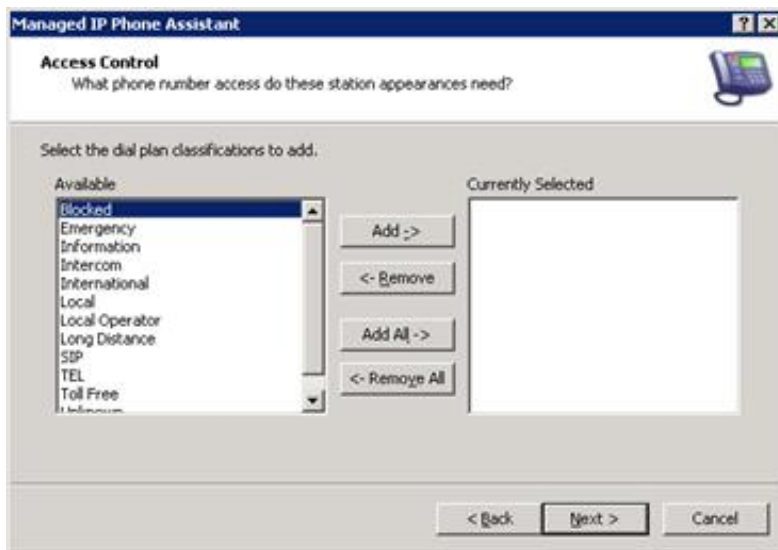 Managed IP Phone Assistant
Access Control
What phone number access do these station appearances need?
Select the dial plan classifications to add.
Available
Currently Selected
Blocked
Emergency
Information
Intercom
International
Local
Local Operator
Long Distance
SIP
TEL
Toll Free
Unknown
Add ->
<- Remove
Add All ->
<- Remove All
< Back
Next >
Cancel